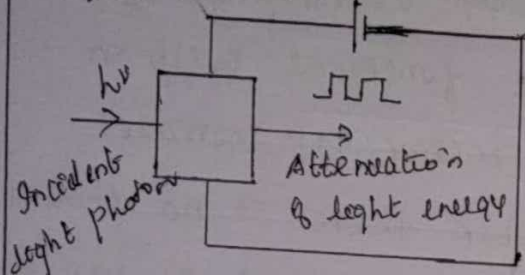 hν
Incident
light photon
Attenuation
of light energy